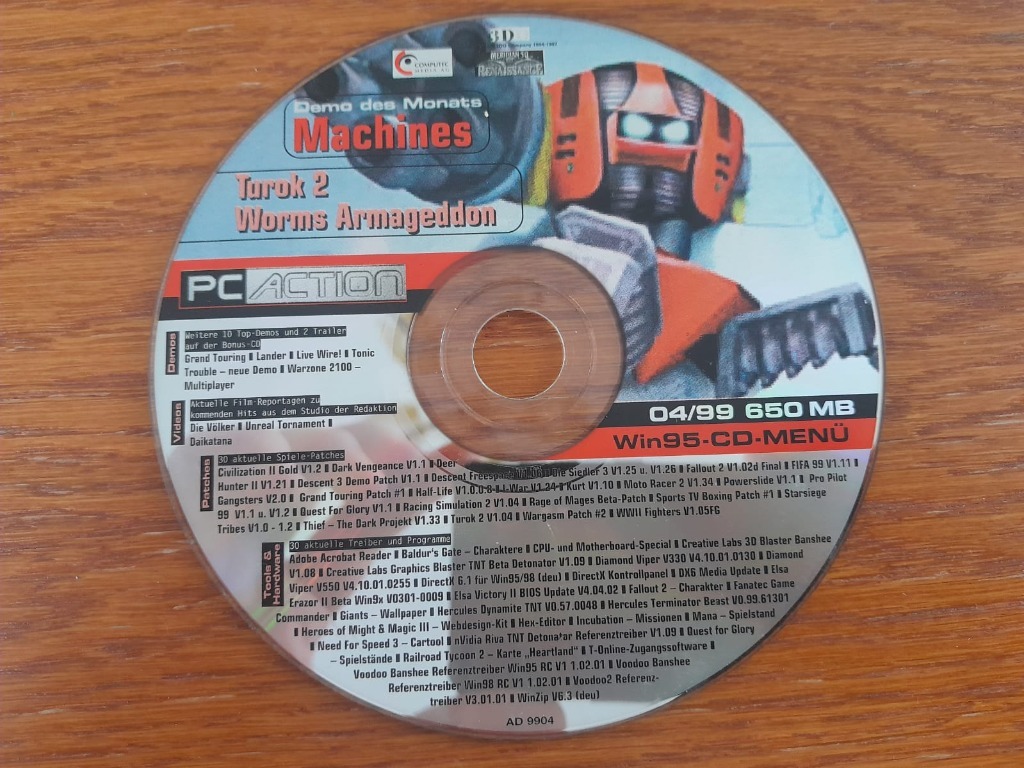 3D
COMPUTEC
MEDIA AG
MERIDIAN 59
RENAISSANCE
Demo des Monats
Machines
Turok 2
Worms Armageddon
PC ACTION
Demos
Weitere 10 Top-Demos und 2 Trailer
auf der Bonus-CD
Grand Touring ▮ Lander ▮ Live Wire! ▮ Tonic
Trouble – neue Demo ▮ Warzone 2100 –
Multiplayer
Videos
Aktuelle Film-Reportagen zu
kommenden Hits aus dem Studio der Redaktion
Die Völker ▮ Unreal Tornament ▮
Daikatana
04/99 650 MB
Win95-CD-MENÜ
Patches
30 aktuelle Spiele-Patches
Civilization II Gold V1.2 ▮ Dark Vengeance V1.1 ▮ Deer
Hunter II V1.21 ▮ Descent 3 Demo Patch V1.1 ▮ Descent Freespace ▮ Die Siedler 3 V1.25 u. V1.26 ▮ Fallout 2 V1.02d Final ▮ FIFA 99 V1.11 ▮
Gangsters V2.0 ▮ Grand Touring Patch #1 ▮ Half-Life V1.0.0.8 ▮ I-War V1.24 ▮ Kurt V1.10 ▮ Moto Racer 2 V1.34 ▮ Powerslide V1.1 ▮ Pro Pilot
99 V1.1 u. V1.2 ▮ Quest For Glory V1.1 ▮ Racing Simulation 2 V1.04 ▮ Rage of Mages Beta-Patch ▮ Sports TV Boxing Patch #1 ▮ Starsiege
Tribes V1.0 - 1.2 ▮ Thief – The Dark Projekt V1.33 ▮ Turok 2 V1.04 ▮ Wargasm Patch #2 ▮ WWII Fighters V1.05FG
Tools &
Hardware
30 aktuelle Treiber und Programme
Adobe Acrobat Reader ▮ Baldur's Gate – Charaktere ▮ CPU- und Motherboard-Special ▮ Creative Labs 3D Blaster Banshee
V1.08 ▮ Creative Labs Graphics Blaster TNT Beta Detonator V1.09 ▮ Diamond Viper V330 V4.10.01.0130 ▮ Diamond
Viper V550 V4.10.01.0255 ▮ DirectX 6.1 für Win95/98 (deu) ▮ DirectX Kontrollpanel ▮ DX6 Media Update ▮ Elsa
Erazor II Beta Win9x V0301-0009 ▮ Elsa Victory II BIOS Update V4.04.02 ▮ Fallout 2 – Charakter ▮ Fanatec Game
Commander ▮ Giants – Wallpaper ▮ Hercules Dynamite TNT V0.57.0048 ▮ Hercules Terminator Beast V0.99.61301
▮ Heroes of Might & Magic III – Webdesign-Kit ▮ Hex-Editor ▮ Incubation – Missionen ▮ Mana – Spielstand
▮ Need For Speed 3 – Cartool ▮ nVidia Riva TNT Detonator Referenztreiber V1.09 ▮ Quest for Glory
– Spielstände ▮ Railroad Tycoon 2 – Karte „Heartland" ▮ T-Online-Zugangssoftware ▮
Voodoo Banshee Referenztreiber Win95 RC V1 1.02.01 ▮ Voodoo Banshee
Referenztreiber Win98 RC V1 1.02.01 ▮ Voodoo2 Referenz-
treiber V3.01.01 ▮ WinZip V6.3 (deu)
AD 9904